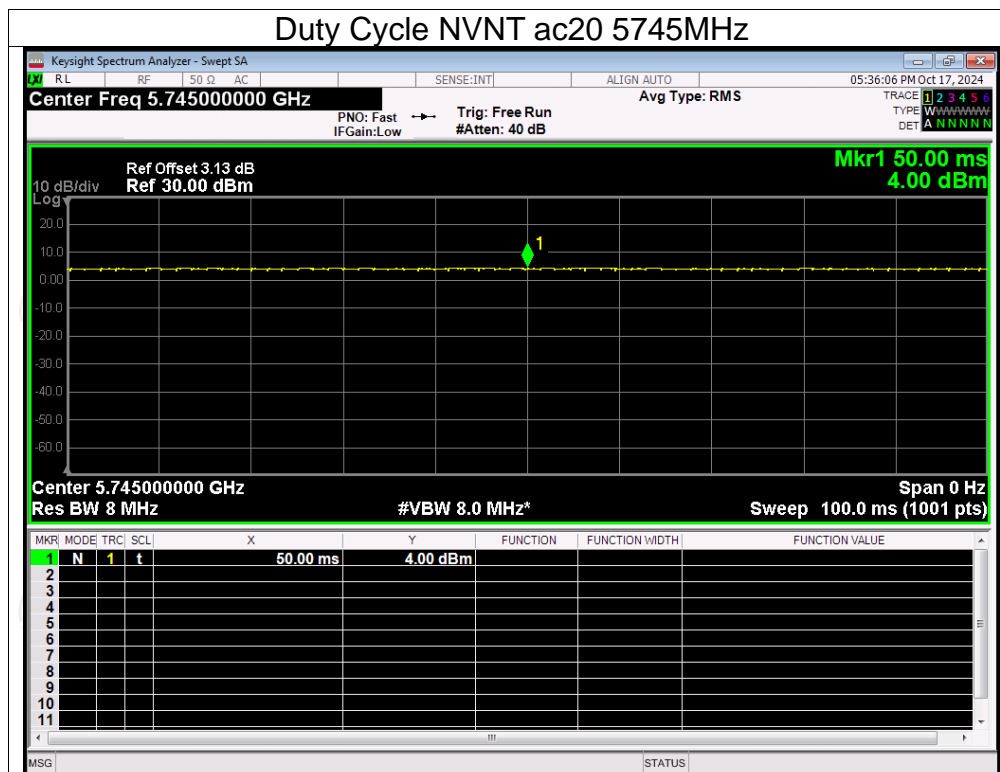 Duty Cycle NVNT ac20 5745MHz
Keysight Spectrum Analyzer - Swept SA
LXI RL RF 50 Ω AC SENSE:INT ALIGN AUTO 05:36:06 PM Oct 17, 2024
Center Freq 5.745000000 GHz Avg Type: RMS TRACE 1 2 3 4 5 6
PNO: Fast Trig: Free Run TYPE WWWWWW
IFGain:Low #Atten: 40 dB DET A N N N N N
Mkr1 50.00 ms
4.00 dBm
Ref Offset 3.13 dB
10 dB/div Ref 30.00 dBm
Log
20.0
1
10.0
0.00
-10.0
-20.0
-30.0
-40.0
-50.0
-60.0
Center 5.745000000 GHz Span 0 Hz
Res BW 8 MHz #VBW 8.0 MHz* Sweep 100.0 ms (1001 pts)
MKR MODE TRC SCL X Y FUNCTION FUNCTION WIDTH FUNCTION VALUE
1 N 1 t 50.00 ms 4.00 dBm
2
3
4
5
6
7
8
9
10
11
MSG STATUS